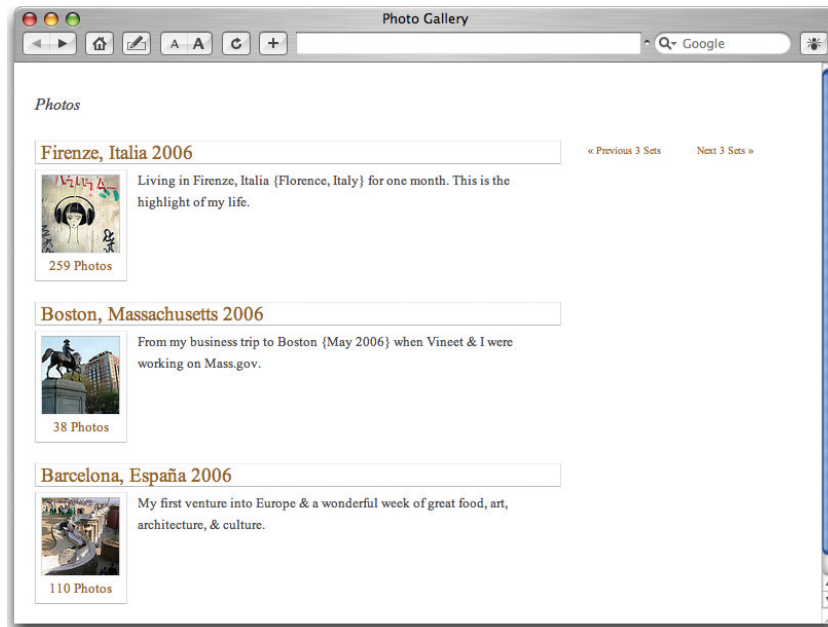 Photo Gallery
A A
Google
Photos
Firenze, Italia 2006
« Previous 3 Sets Next 3 Sets »
Living in Firenze, Italia {Florence, Italy} for one month. This is the
highlight of my life.
259 Photos
Boston, Massachusetts 2006
From my business trip to Boston {May 2006} when Vineet & I were
working on Mass.gov.
38 Photos
Barcelona, España 2006
My first venture into Europe & a wonderful week of great food, art,
architecture, & culture.
110 Photos